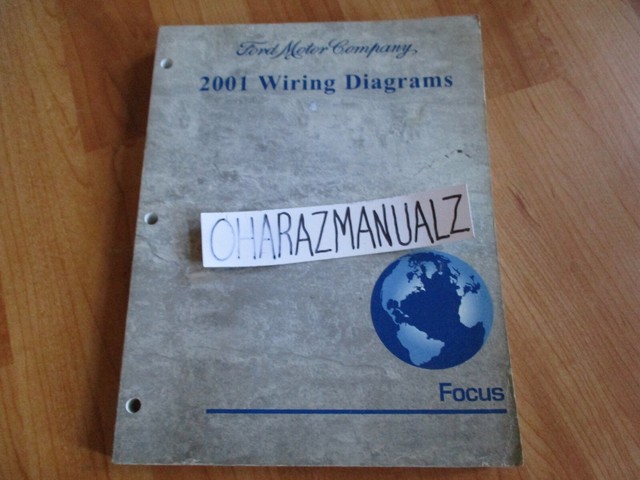 Ford Motor Company,
2001 Wiring Diagrams
OHARAZMANUALZ
Focus